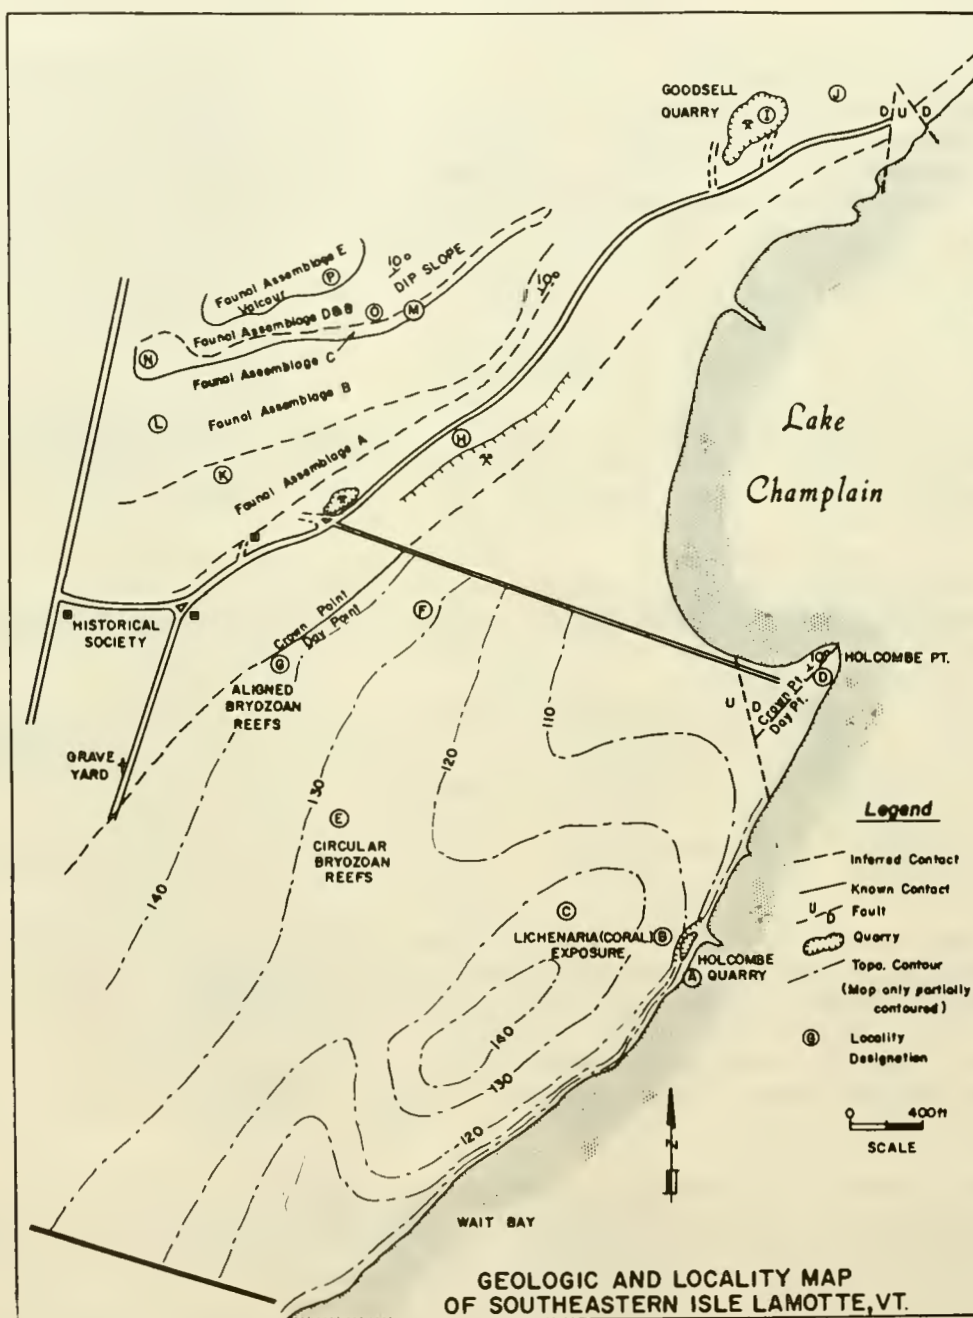 GOODSELL
QUARRY
I
J
D U D
Faunal Assemblage E
Valcour
P
10°
DIP SLOPE
Faunal Assemblage D&B
O
M
N
Faunal Assemblage C
10°
L
Faunal Assemblage B
K
Faunal Assemblage A
H
Lake
Champlain
HISTORICAL
SOCIETY
Crown Point
Day Point
F
G
ALIGNED
BRYOZOAN
REEFS
GRAVE
YARD
110
120
130
140
U D
Crown Pt.
Day Pt.
10°
D
HOLCOMBE PT.
E
CIRCULAR
BRYOZOAN
REEFS
C
LICHENARIA (CORAL)
EXPOSURE
B
HOLCOMBE
QUARRY
A
140
130
120
WAIT BAY
N
Legend
Inferred Contact
Known Contact
U
D
Fault
Quarry
Topo. Contour
(Map only partially
contoured)
G
Locality
Designation
0 400ft
SCALE
GEOLOGIC AND LOCALITY MAP
OF SOUTHEASTERN ISLE LAMOTTE, VT.